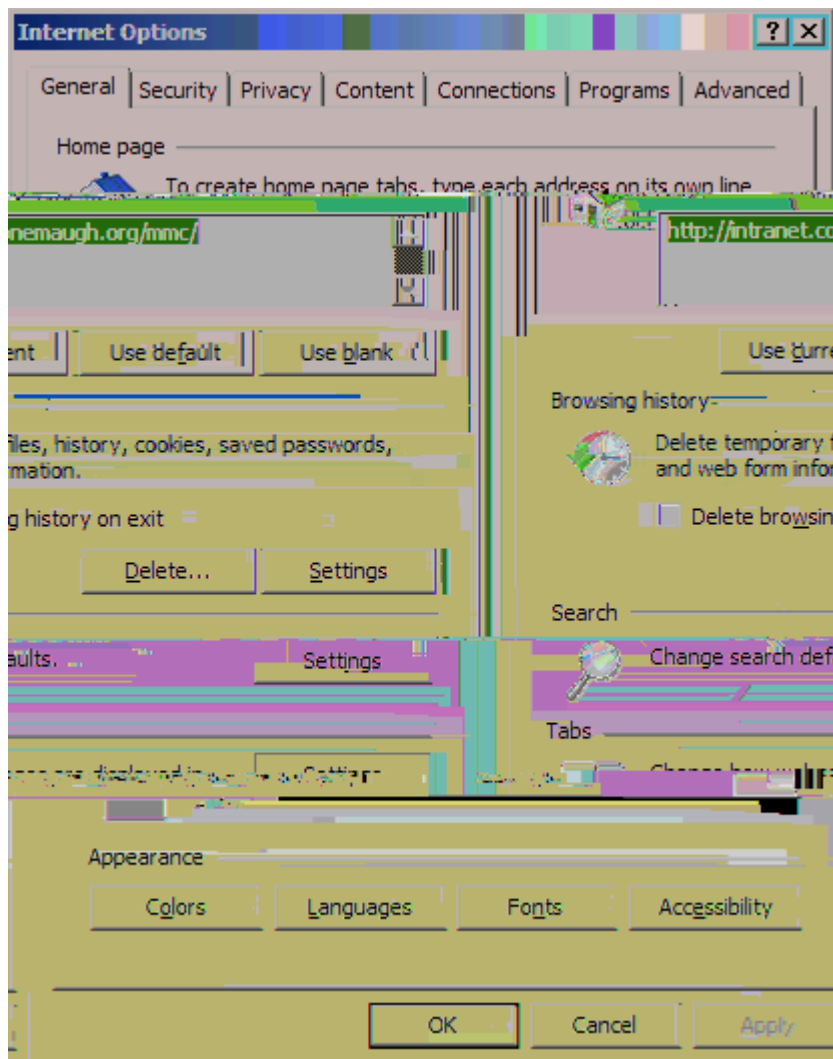 Internet Options
General Security Privacy Content Connections Programs Advanced
Home page
To create home page tabs, type each address on its own line
onemaugh.org/mmc/
http://intranet.co
ent Use default Use blank
Use curre
Browsing history
files, history, cookies, saved passwords,
mation.
Delete temporary f
and web form infor
g history on exit
Delete browsin
Delete... Settings
Search
aults. Settings
Change search def
Tabs
Appearance
Colors Languages Fonts Accessibility
OK Cancel Apply